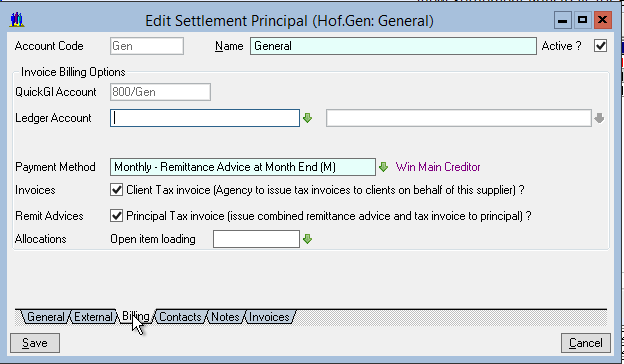 Edit Settlement Principal (Hof.Gen: General)
Account Code Gen Name General Active ?
Invoice Billing Options
QuickGl Account 800/Gen
Ledger Account
Payment Method Monthly - Remittance Advice at Month End (M) Win Main Creditor
Invoices Client Tax invoice (Agency to issue tax invoices to clients on behalf of this supplier) ?
Remit Advices Principal Tax invoice (issue combined remittance advice and tax invoice to principal) ?
Allocations Open item loading
General External Billing Contacts Notes Invoices
Save Cancel